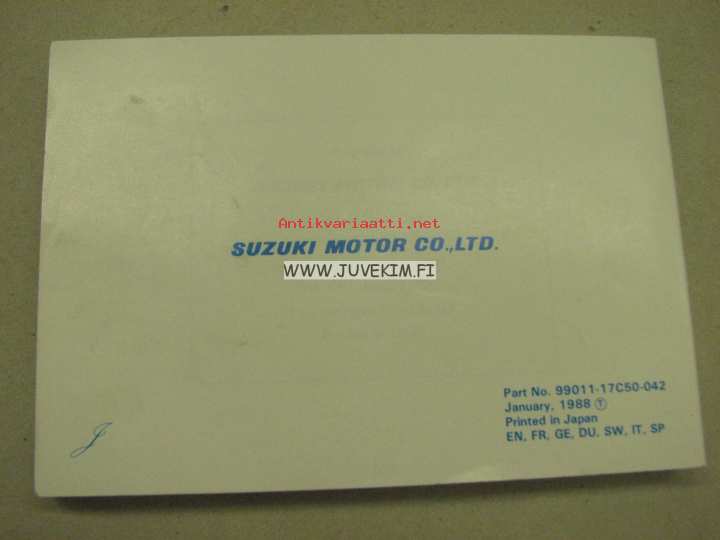 Antikvariaatti.net
SUZUKI MOTOR CO.,LTD.
WWW.JUVEKIM.FI
Part No. 99011-17C50-042
January, 1988 Ⓣ
Printed in Japan
EN, FR, GE, DU, SW, IT, SP
J